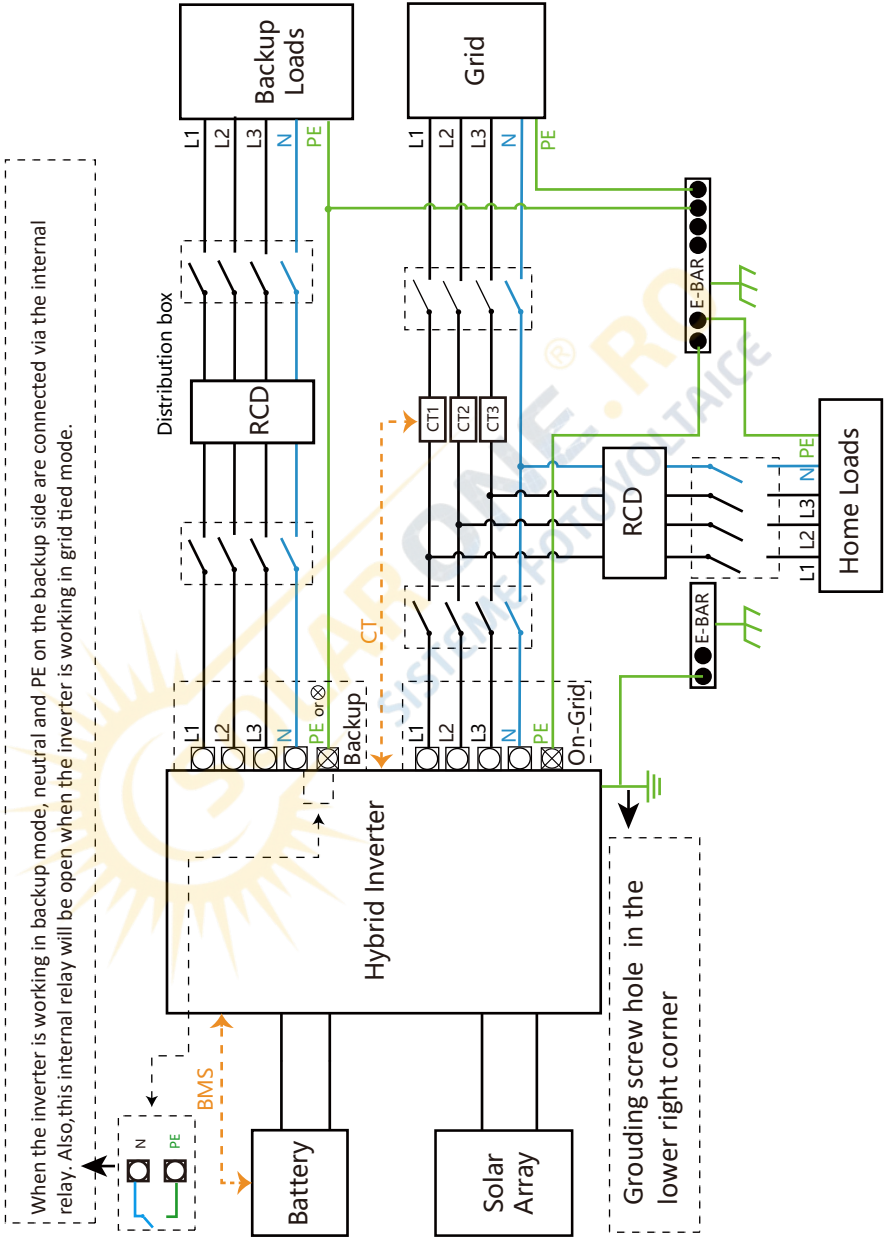 When the inverter is working in backup mode, neutral and PE on the backup side are connected via the internal
relay. Also,this internal relay will be open when the inverter is working in grid tied mode.
N
PE
BMS
Battery
Solar
Array
Hybrid Inverter
Grouding screw hole in the
lower right corner
L1
L2
L3
N
PE or
Backup
L1
L2
L3
N
PE
On-Grid
CT
Distribution box
RCD
CT1
CT2
CT3
L1
L2
L3
N
PE
Backup
Loads
L1
L2
L3
N
PE
Grid
RCD
E-BAR
E-BAR
L1
L2
L3
N
PE
Home Loads
SOLARONE.RO
®
SISTEME FOTOVOLTAICE